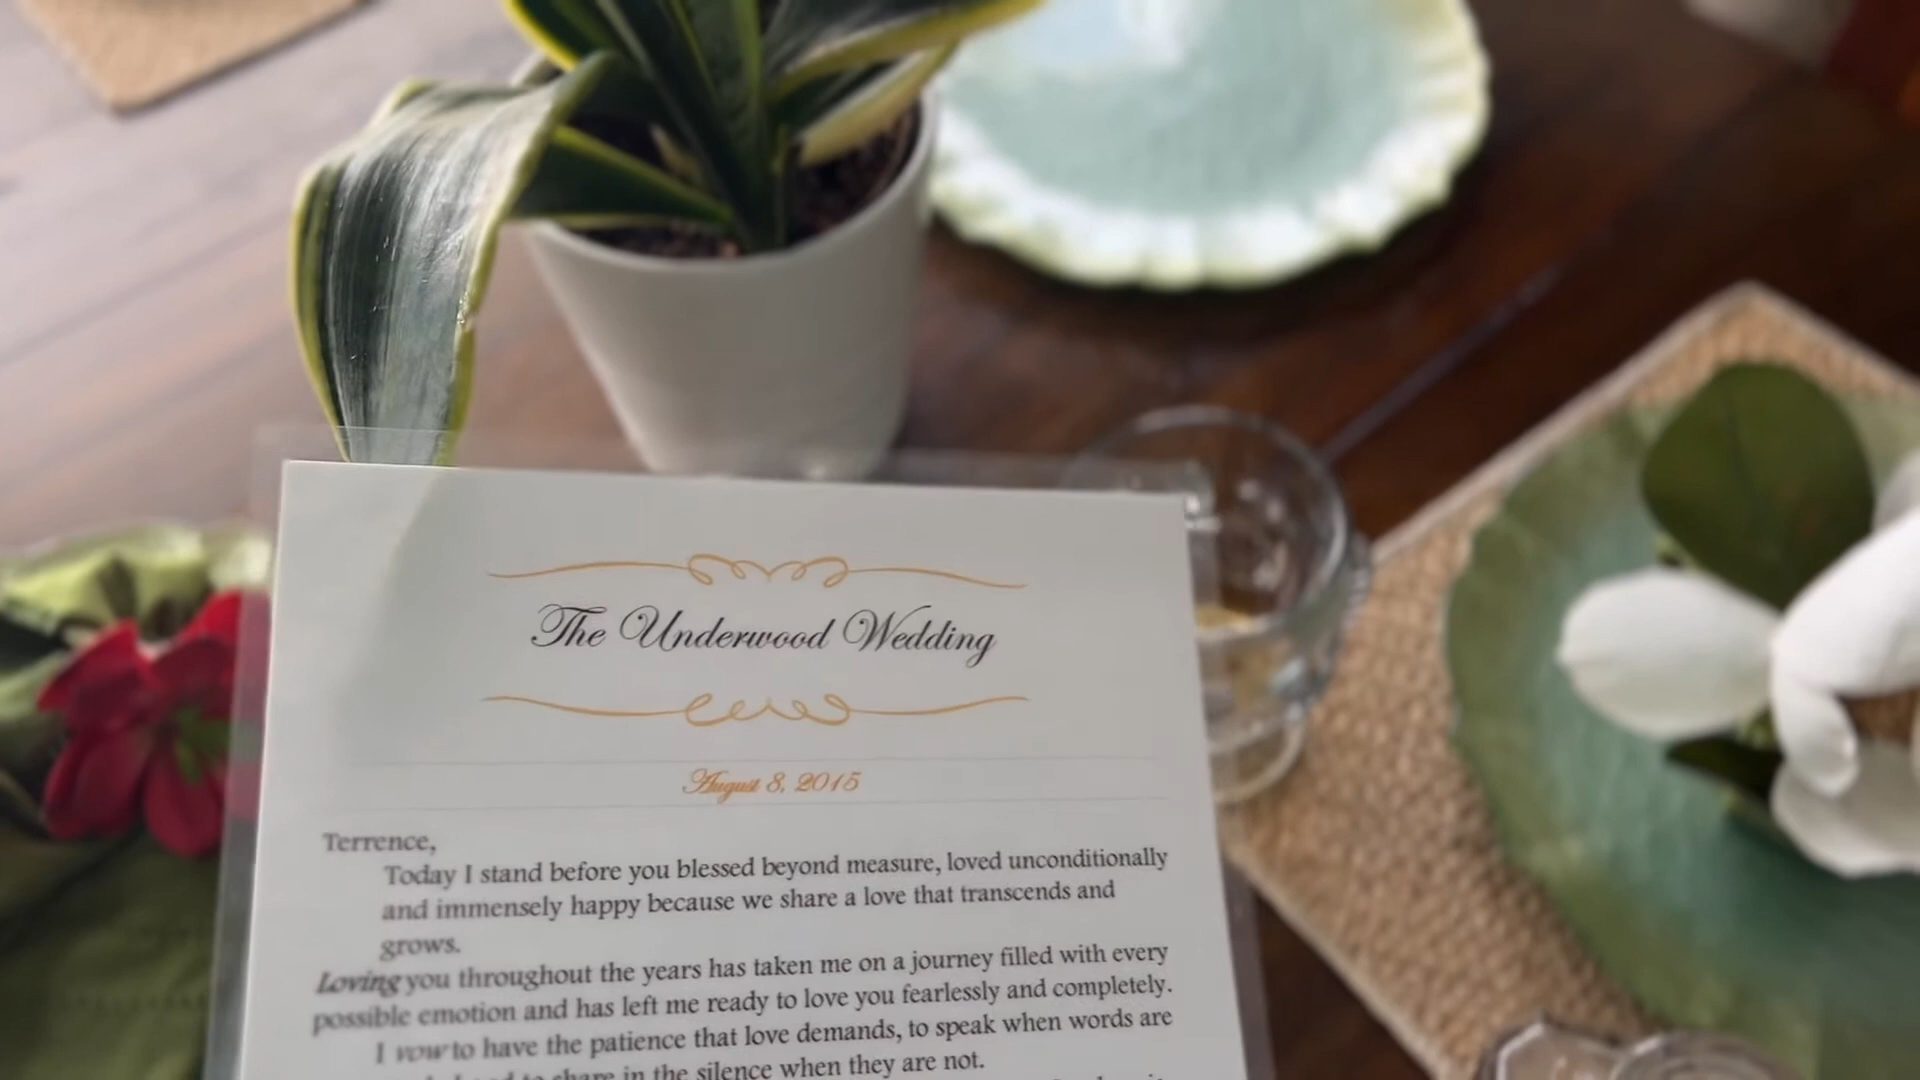 The Underwood Wedding
August 8, 2015
Terrence,
Today I stand before you blessed beyond measure, loved unconditionally
and immensely happy because we share a love that transcends and
grows.
Loving you throughout the years has taken me on a journey filled with every
possible emotion and has left me ready to love you fearlessly and completely.
I vow to have the patience that love demands, to speak when words are
to share in the silence when they are not.